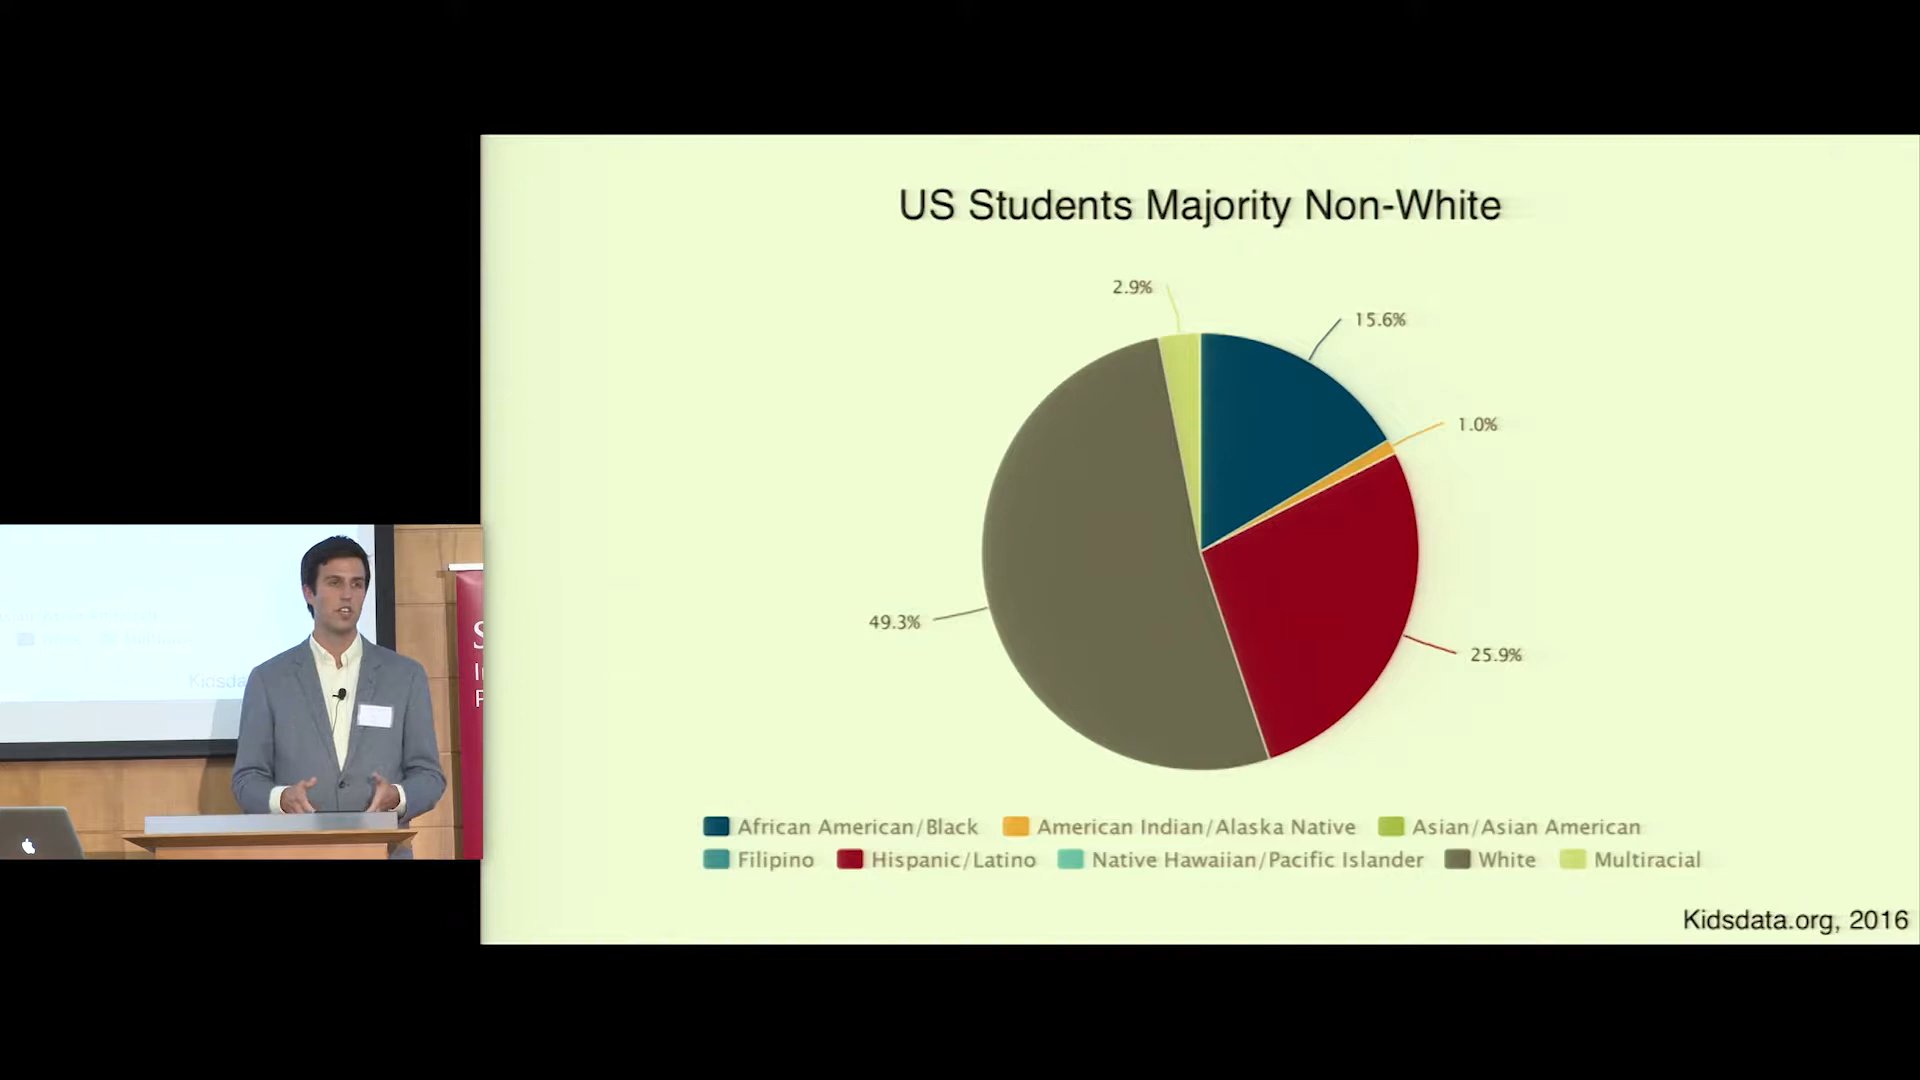 US Students Majority Non-White
2.9%
15.6%
1.0%
49.3%
25.9%
African American/Black American Indian/Alaska Native Asian/Asian American
Filipino Hispanic/Latino Native Hawaiian/Pacific Islander White Multiracial
Kidsdata.org, 2016